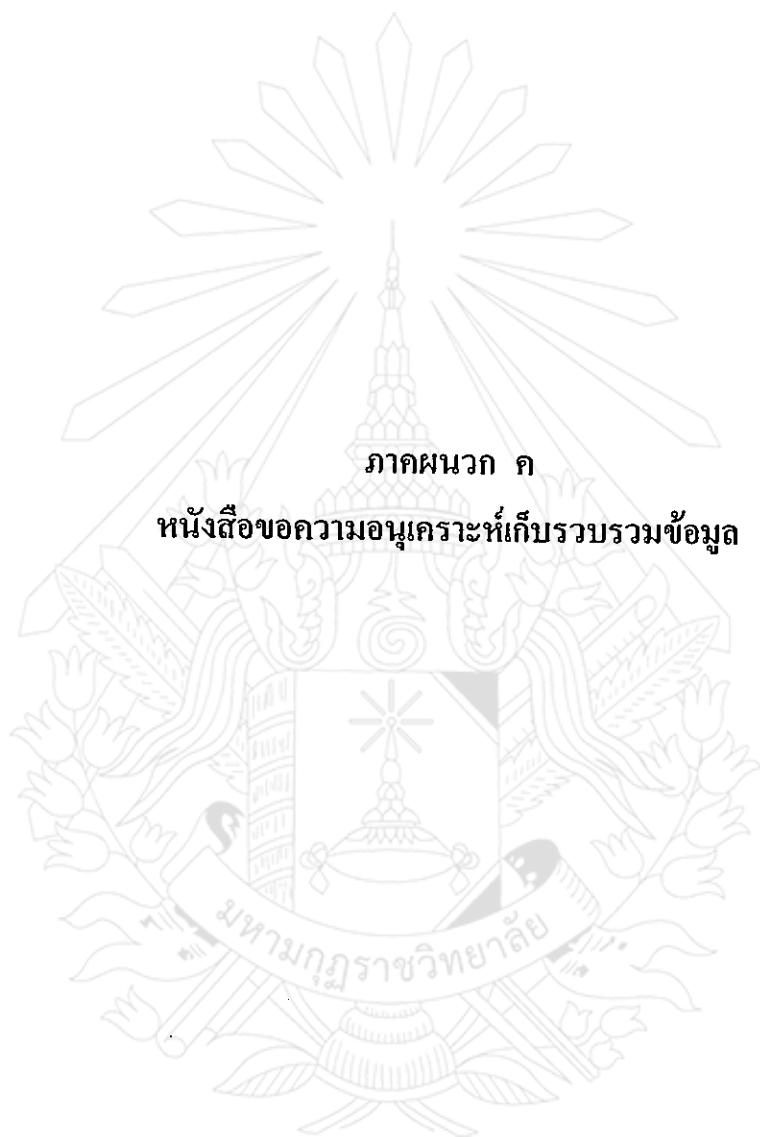 ภาคผนวก ค
หนังสือขอความอนุเคราะห์เก็บรวบรวมข้อมูล
มหามกุฏราชวิทยาลัย